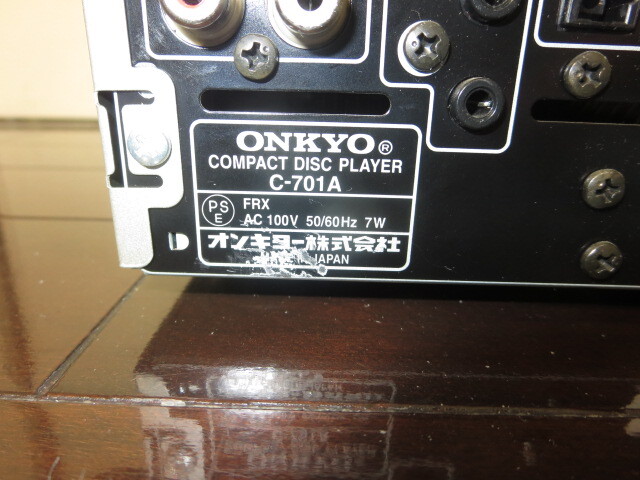 ONKYO®
COMPACT DISC PLAYER
C-701A
PS
E
FRX
AC 100V 50/60Hz 7W
オンキヨー株式会社
JAPAN